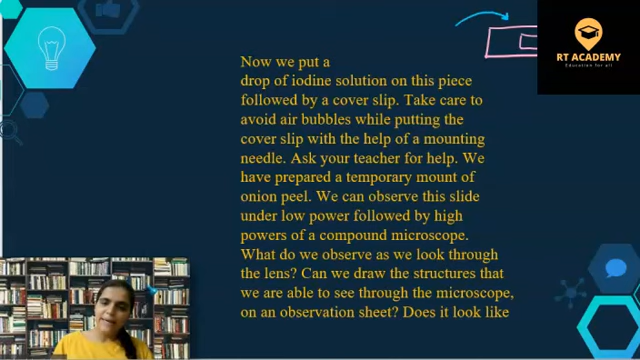 RT ACADEMY
Education for all
Now we put a
drop of iodine solution on this piece
followed by a cover slip. Take care to
avoid air bubbles while putting the
cover slip with the help of a mounting
needle. Ask your teacher for help. We
have prepared a temporary mount of
onion peel. We can observe this slide
under low power followed by high
powers of a compound microscope.
What do we observe as we look through
the lens? Can we draw the structures that
we are able to see through the microscope,
on an observation sheet? Does it look like